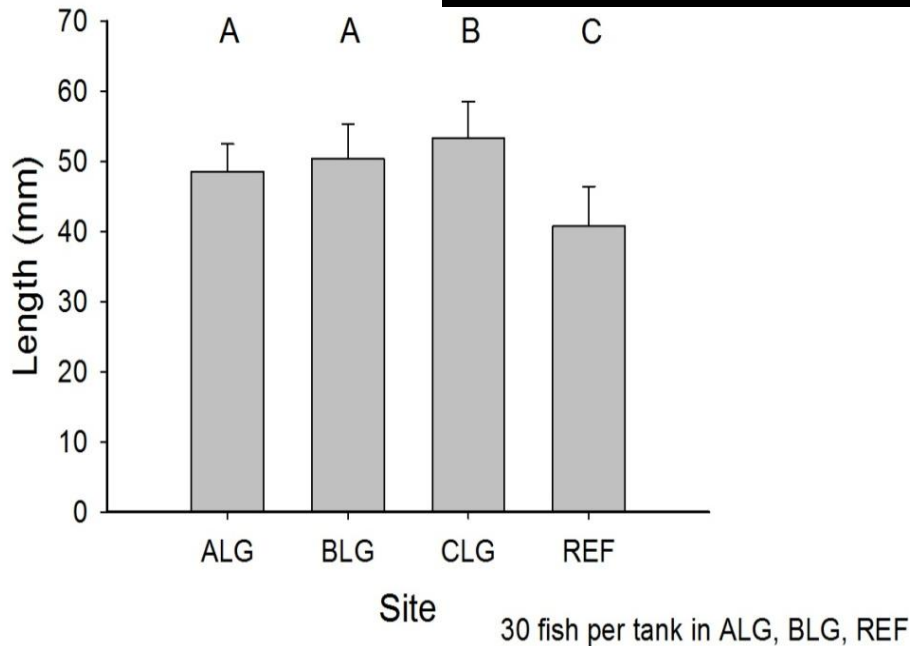 70
A A B C
60
50
40
30
20
10
0
Length (mm)
ALG BLG CLG REF
Site
30 fish per tank in ALG, BLG, REF